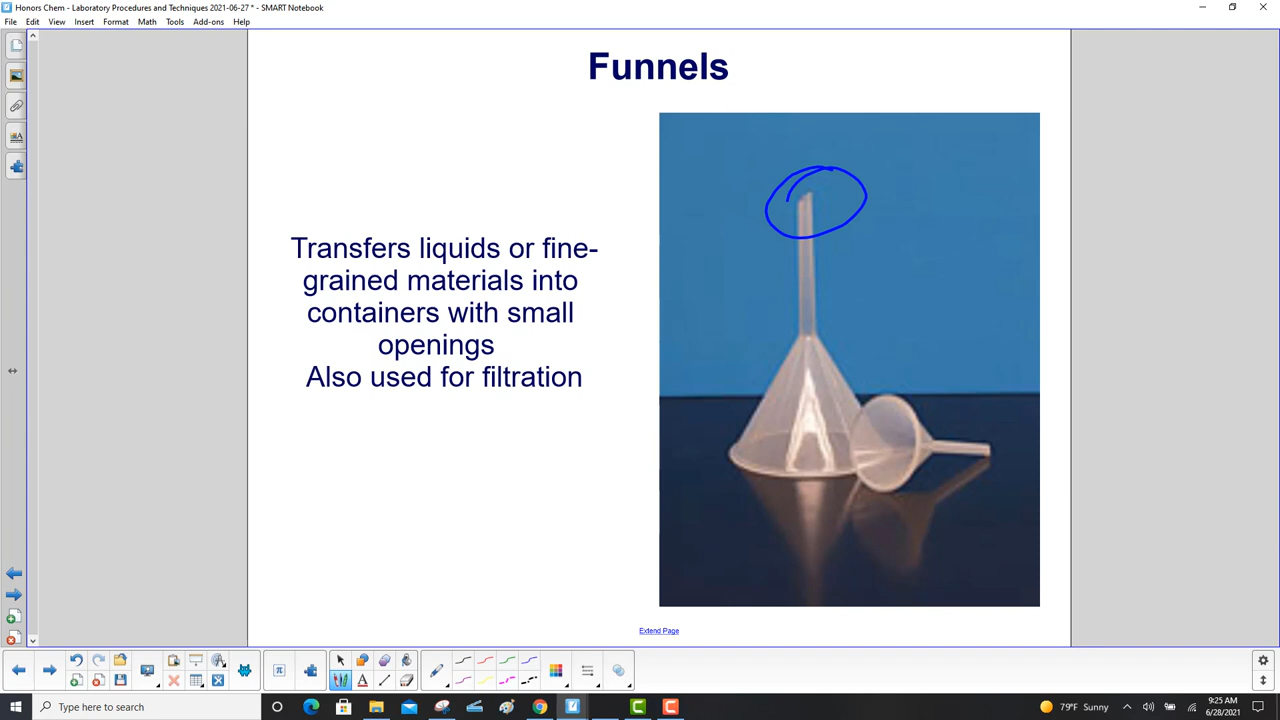 Honors Chem - Laboratory Procedures and Techniques 2021-06-27 * - SMART Notebook
File Edit View Insert Format Math Tools Add-ons Help
Funnels
Transfers liquids or fine-
grained materials into
containers with small
openings
Also used for filtration
Extend Page
Type here to search
79°F Sunny
9:25 AM
6/28/2021